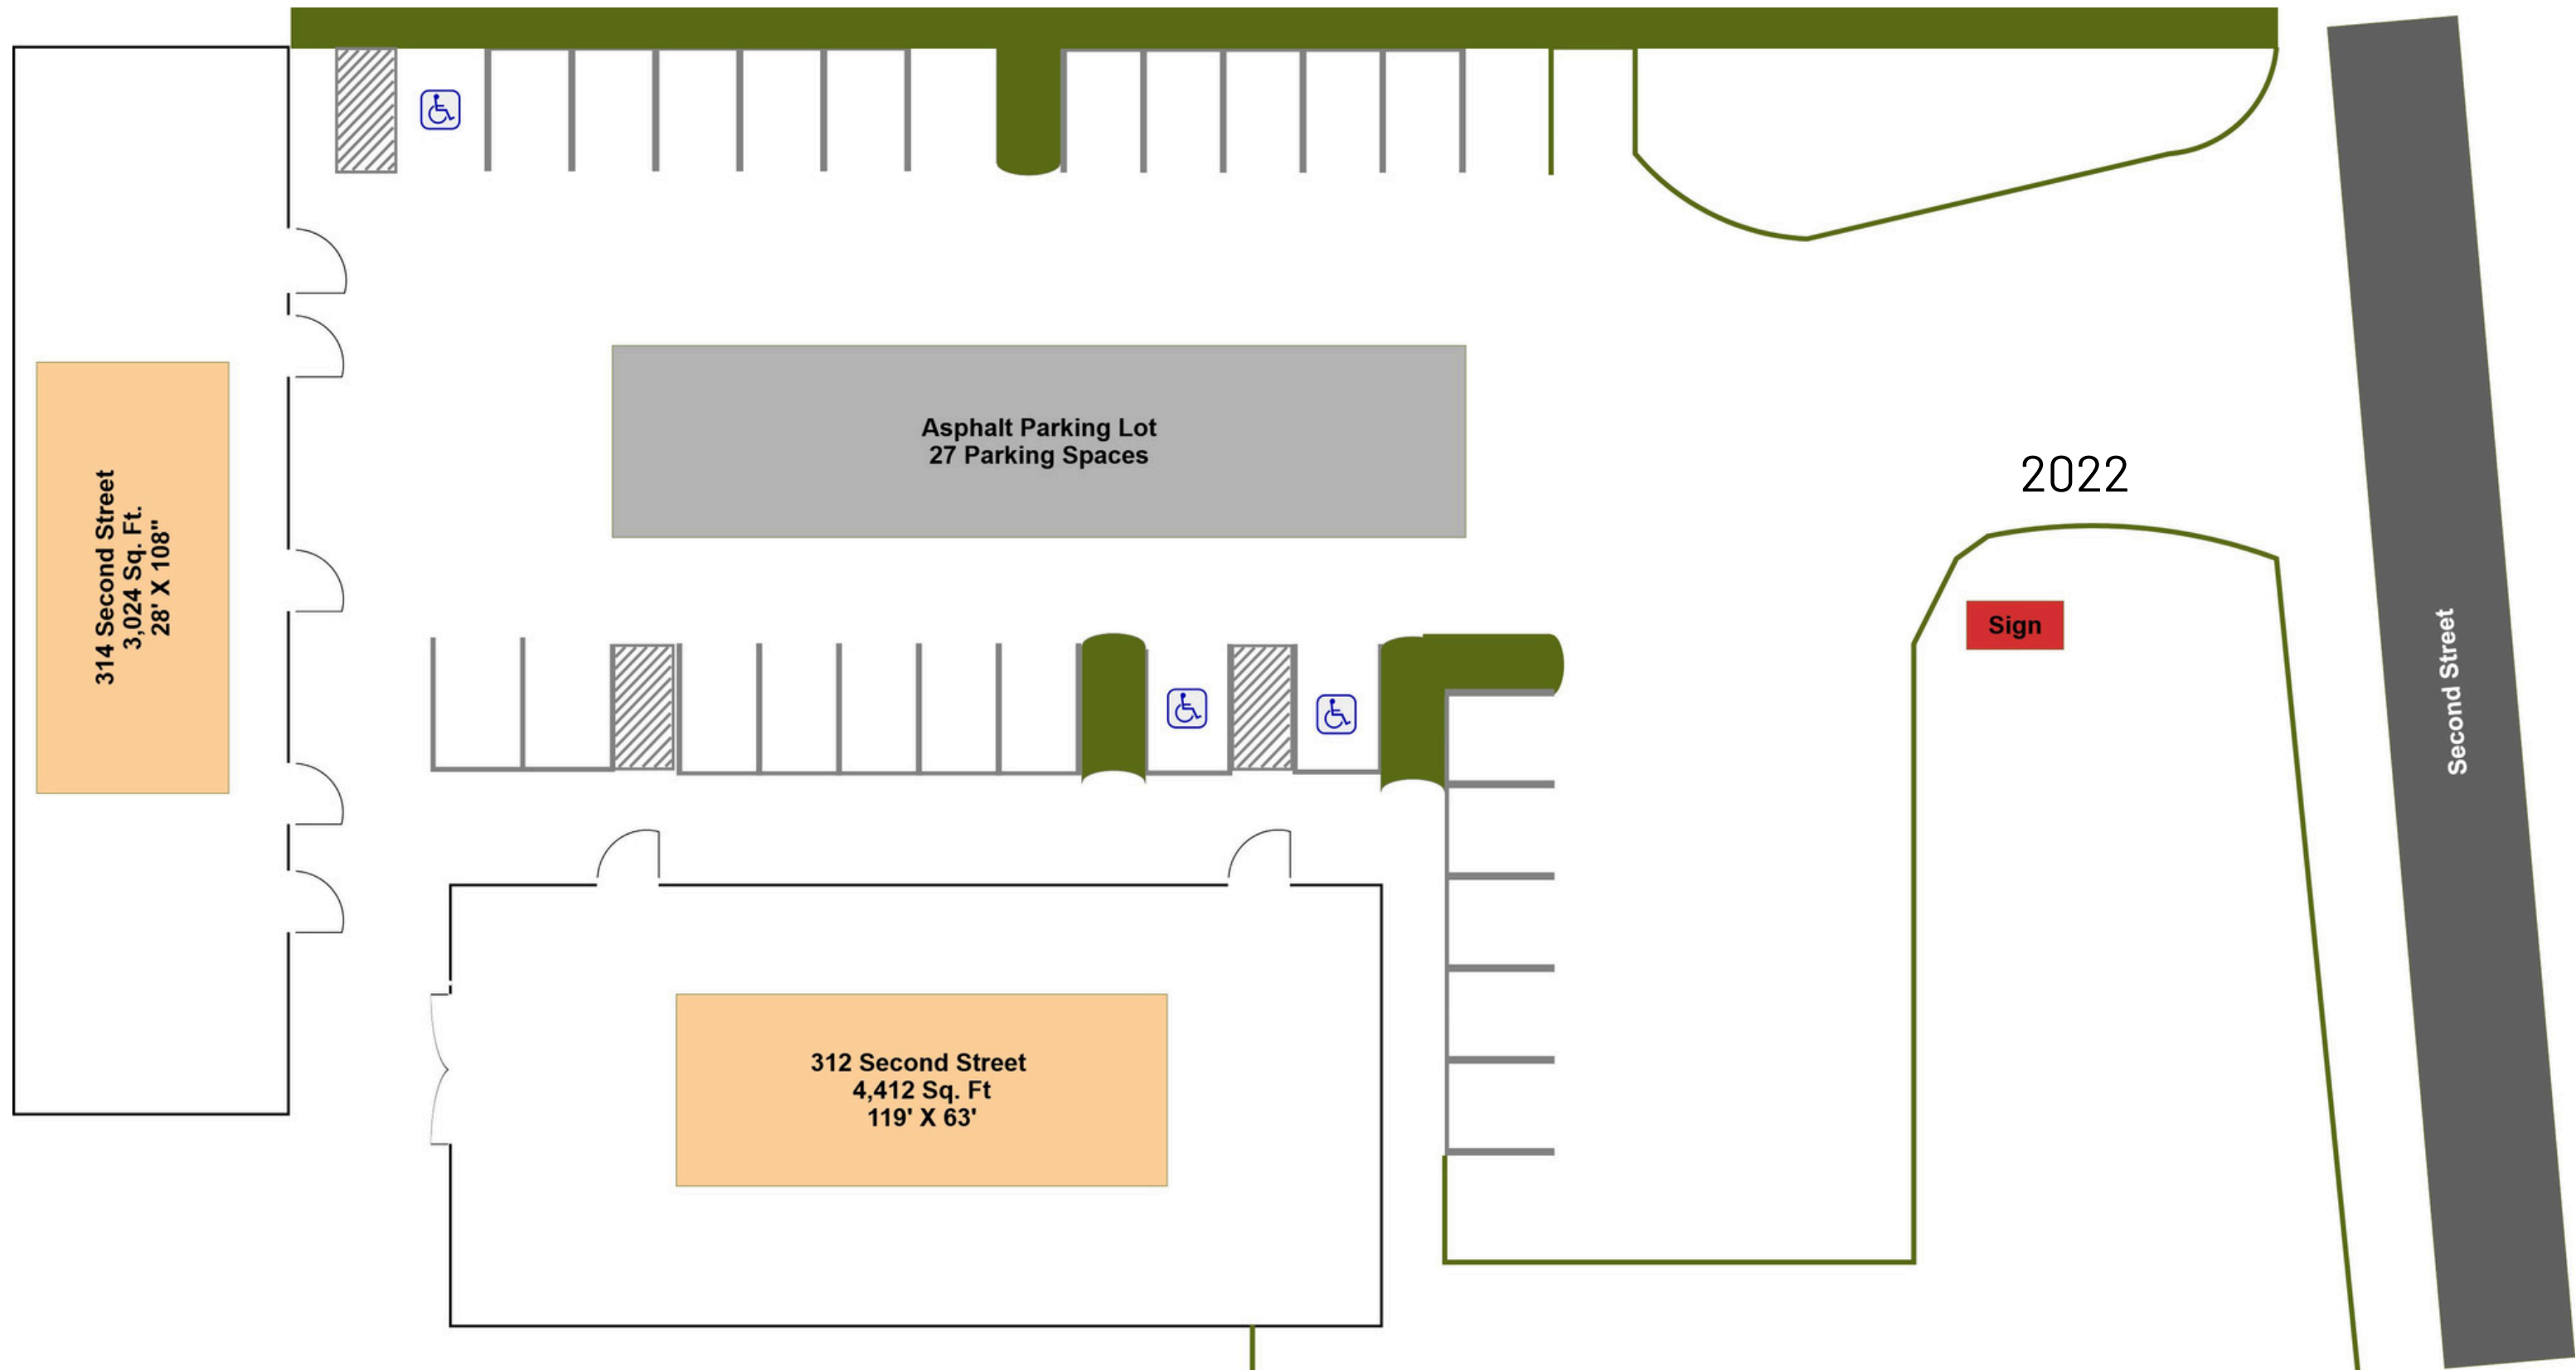 Asphalt Parking Lot
27 Parking Spaces
2022
314 Second Street
3,024 Sq. Ft.
28' X 108"
Sign
Second Street
312 Second Street
4,412 Sq. Ft
119' X 63'